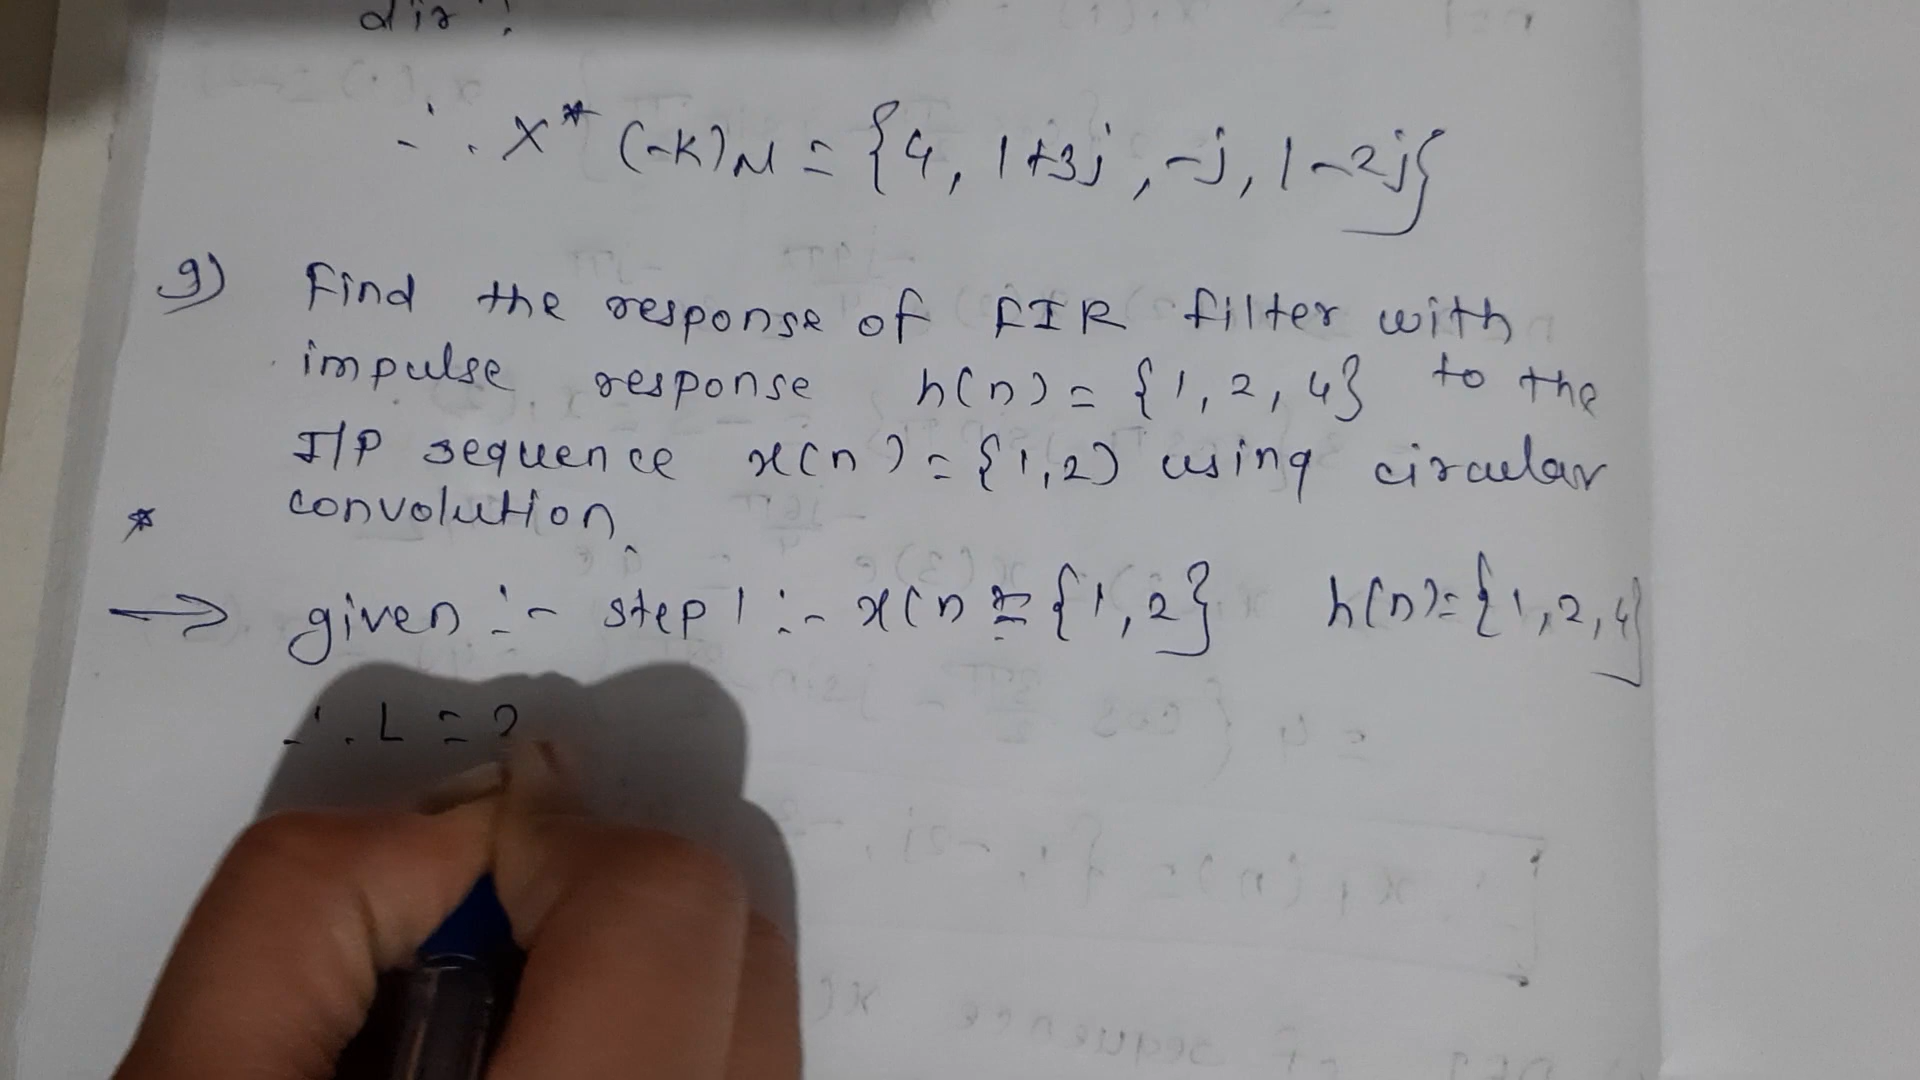 ∴ X*(-k)N = {4, 1+3j, -j, 1-2j}
9) Find the response of FIR filter with
impulse response h(n) = {1, 2, 4} to the
I/P sequence x(n) = {1,2) using circular
* convolution.
→ given :- step 1 :- x(n = {1,2} h(n) = {1,2,4}
∴ L = 2